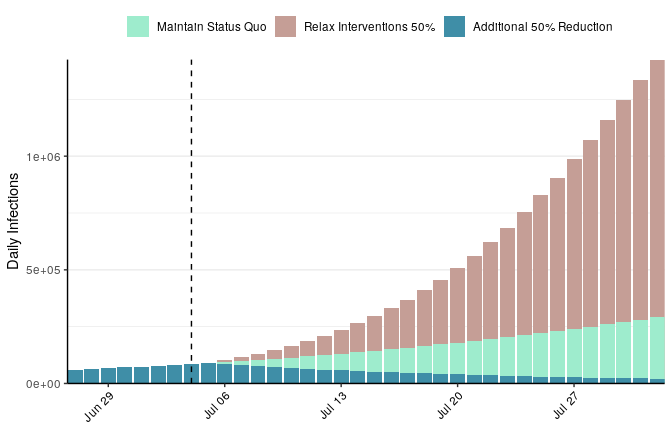 Maintain Status Quo Relax Interventions 50% Additional 50% Reduction
Daily Infections
1e+06
5e+05
0e+00
Jun 29 Jul 06 Jul 13 Jul 20 Jul 27